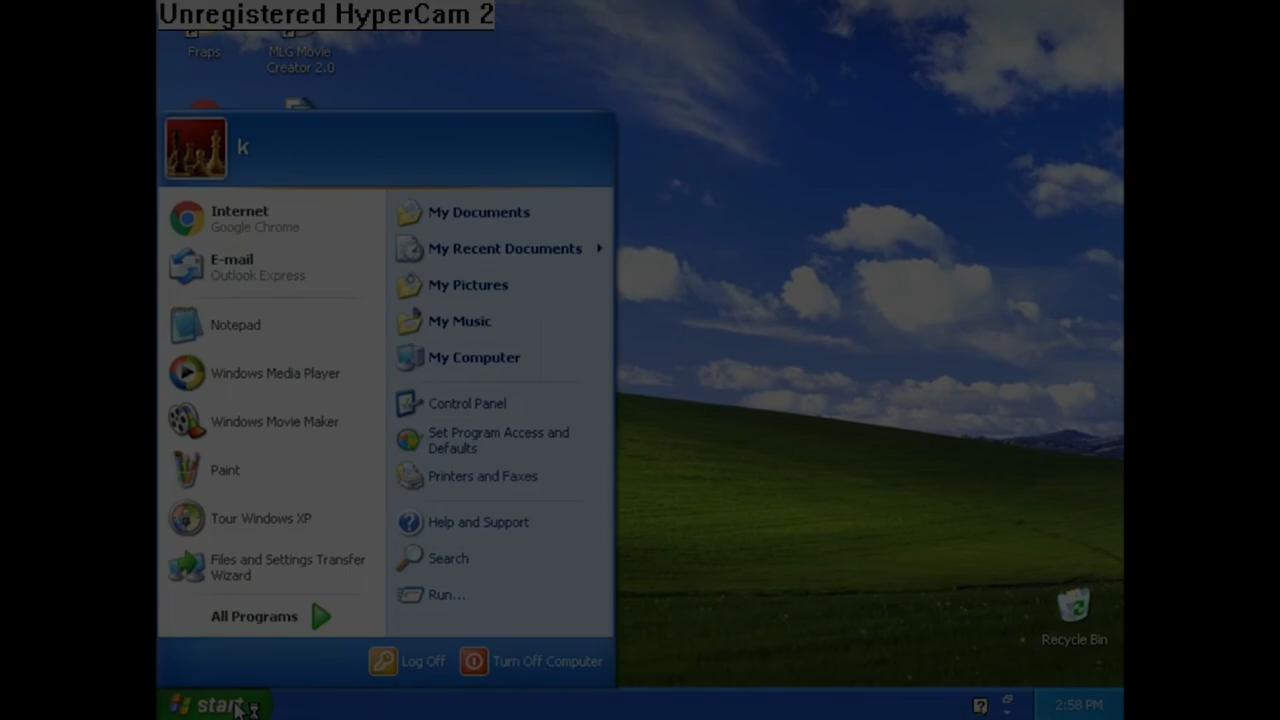 Unregistered HyperCam 2
Fraps
MLG Movie
Creator 2.0
k
Internet
Google Chrome
E-mail
Outlook Express
Notepad
Windows Media Player
Windows Movie Maker
Paint
Tour Windows XP
Files and Settings Transfer
Wizard
All Programs
My Documents
My Recent Documents
My Pictures
My Music
My Computer
Control Panel
Set Program Access and
Defaults
Printers and Faxes
Help and Support
Search
Run...
Log Off
Turn Off Computer
Recycle Bin
start
2:58 PM